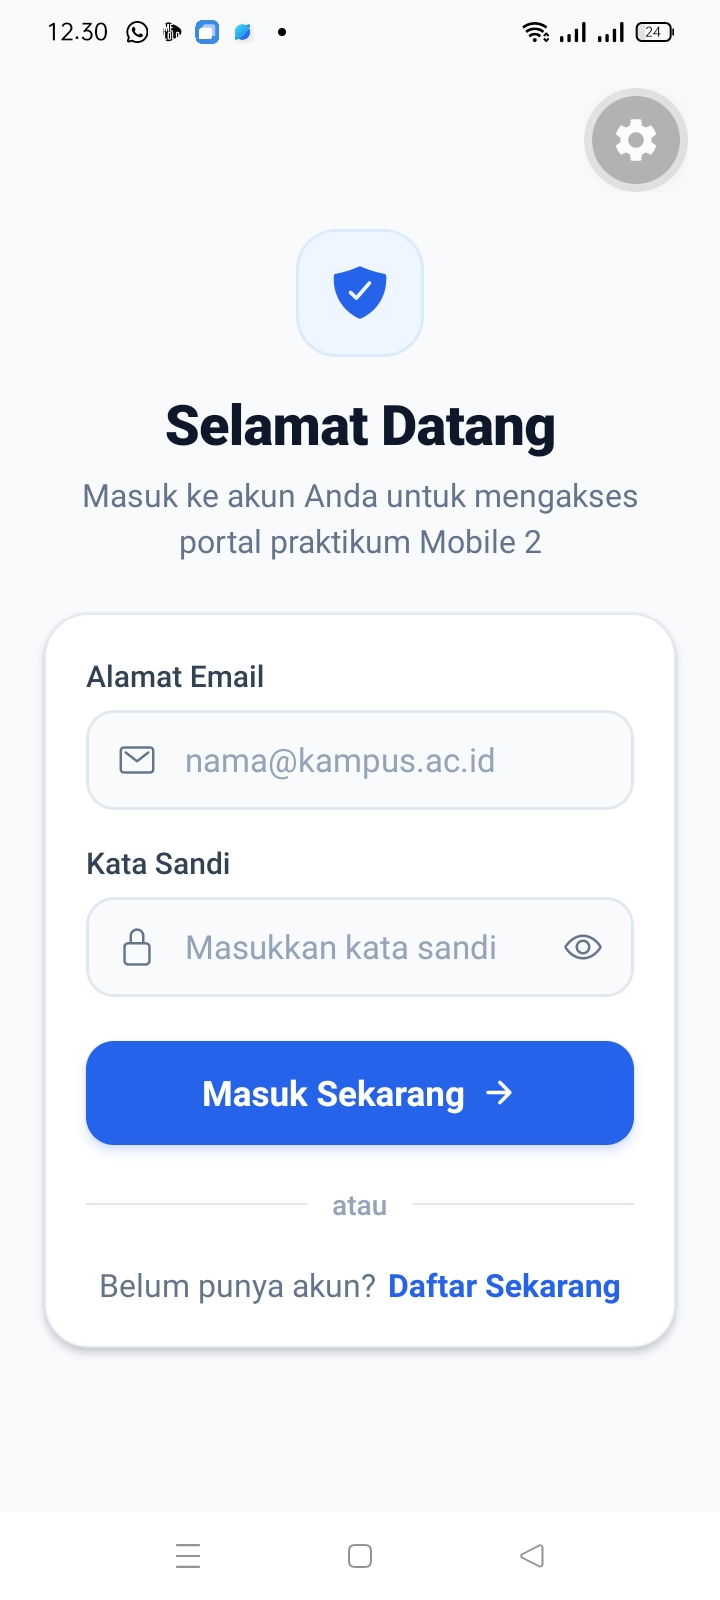 12.30
24
Selamat Datang
Masuk ke akun Anda untuk mengakses
portal praktikum Mobile 2
Alamat Email
nama@kampus.ac.id
Kata Sandi
Masukkan kata sandi
Masuk Sekarang →
atau
Belum punya akun? Daftar Sekarang